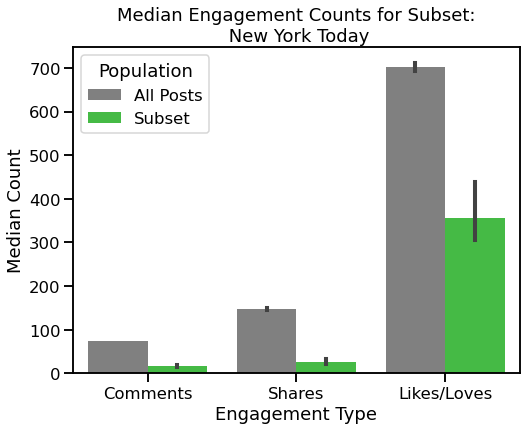 Median Engagement Counts for Subset:
New York Today
Population
All Posts
Subset
Median Count
700
600
500
400
300
200
100
0
Comments
Shares
Likes/Loves
Engagement Type